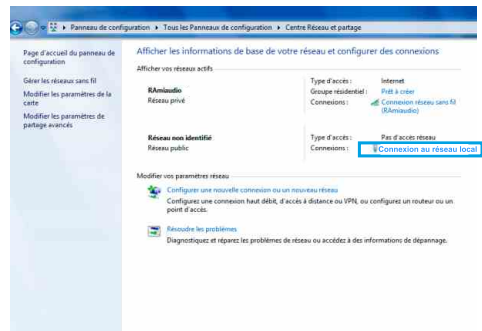 Panneau de configuration ▸ Tous les Panneaux de configuration ▸ Centre Réseau et partage
Page d'accueil du panneau de
configuration
Gérer les réseaux sans fil
Modifier les paramètres de la
carte
Modifier les paramètres de
partage avancés
Afficher les informations de base de votre réseau et configurer des connexions
Afficher vos réseaux actifs
RAmiaudio
Réseau privé
Type d'accès : Internet
Groupe résidentiel : Prêt à créer
Connexions : Connexion réseau sans fil
(RAmiaudio)
Réseau non identifié
Réseau public
Type d'accès : Pas d'accès réseau
Connexions : Connexion au réseau local
Modifier vos paramètres réseau
Configurer une nouvelle connexion ou un nouveau réseau
Configurez une connexion haut débit, d'accès à distance ou VPN, ou configurez un routeur ou un
point d'accès.
Résoudre les problèmes
Diagnostiquez et réparez les problèmes de réseau ou accédez à des informations de dépannage.